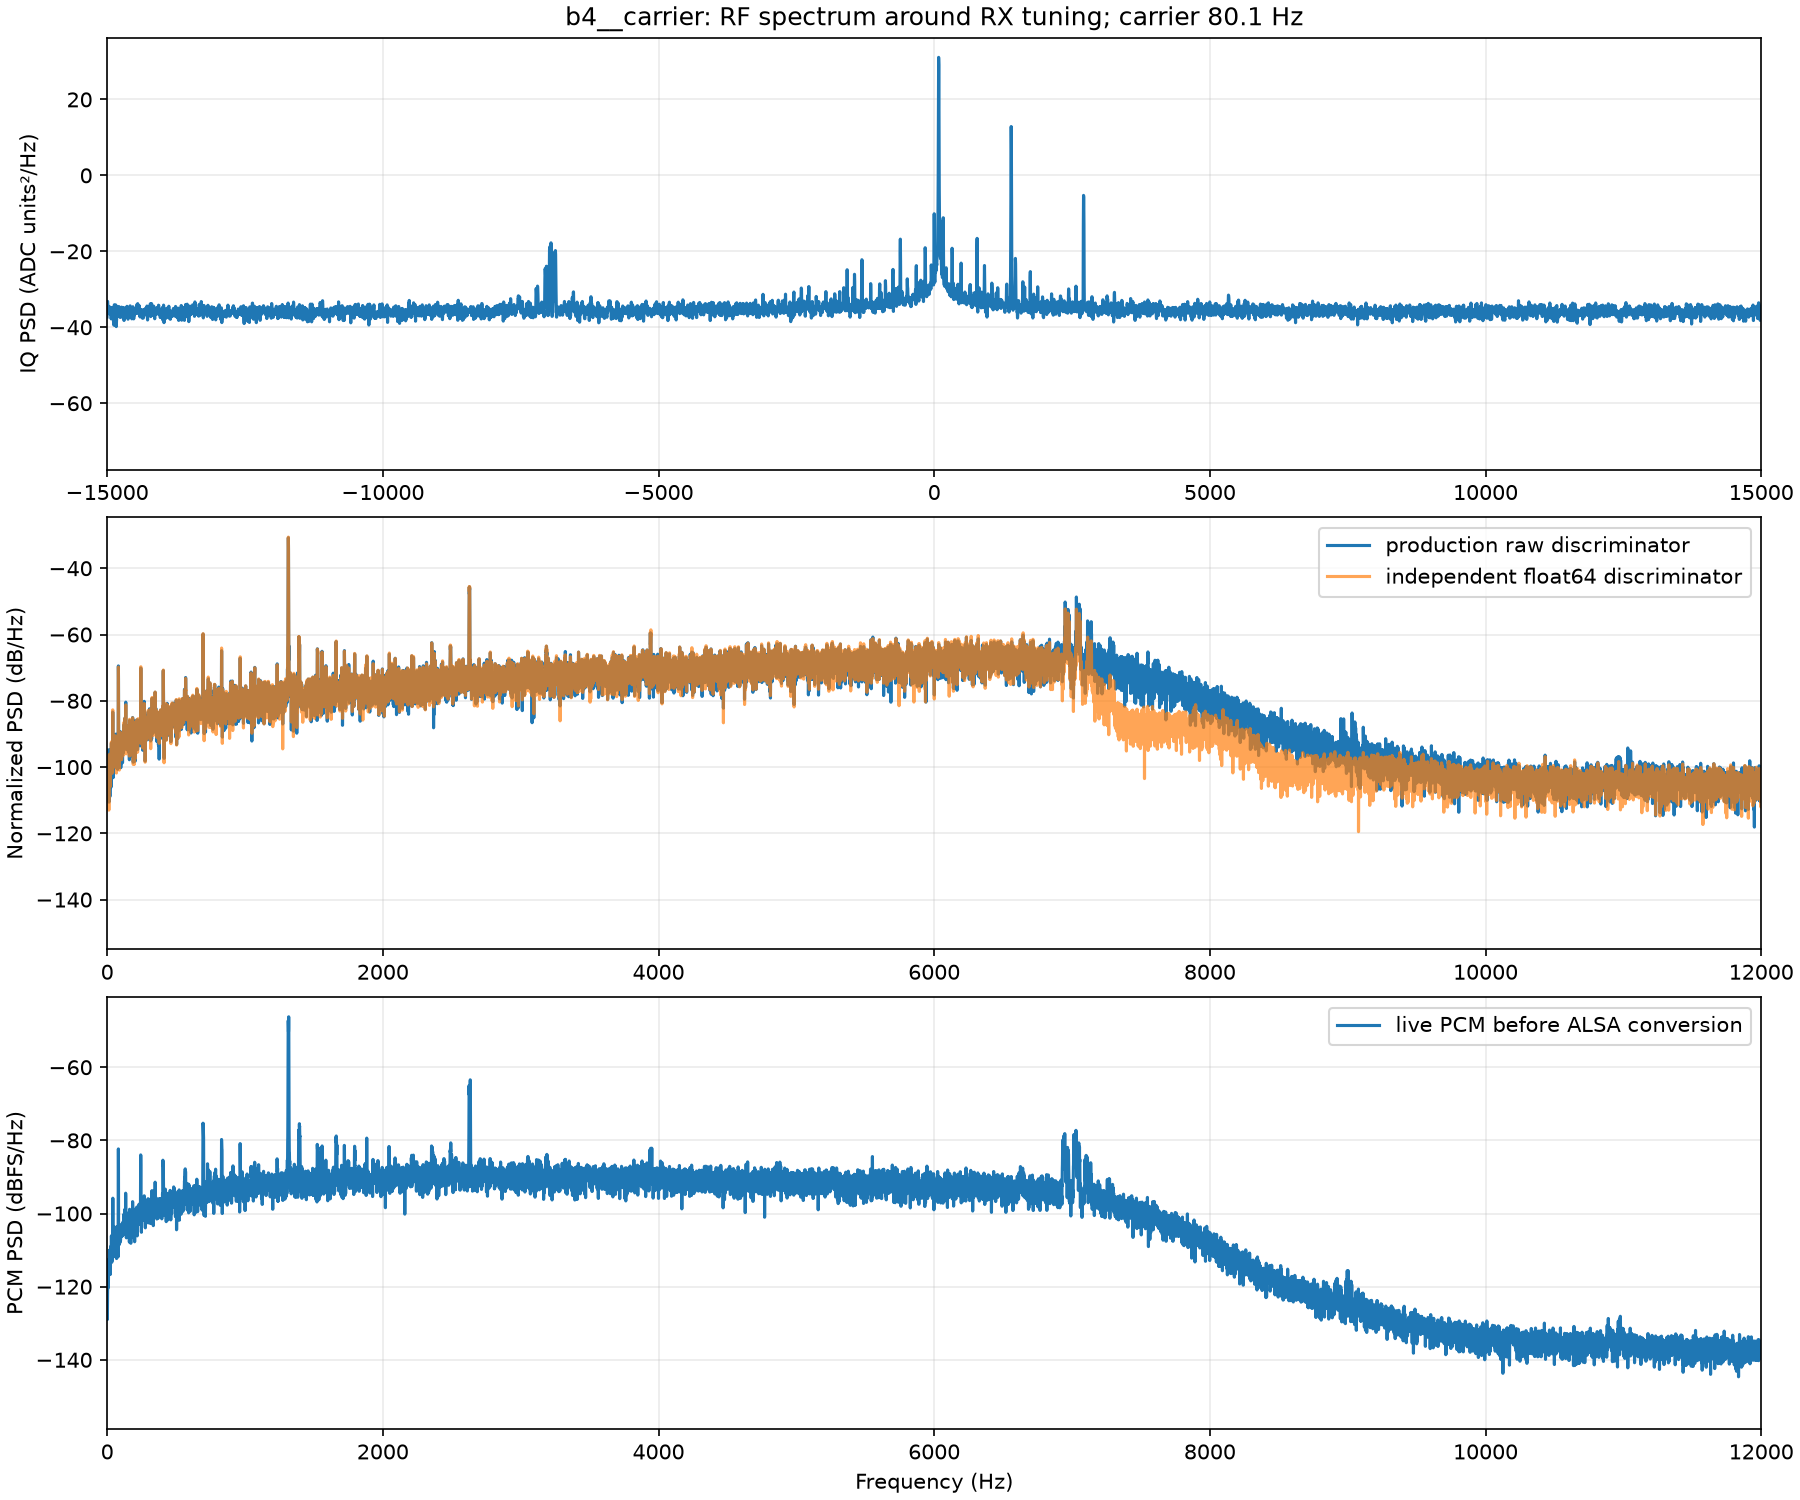 b4__carrier: RF spectrum around RX tuning; carrier 80.1 Hz
IQ PSD (ADC units²/Hz)
20
0
−20
−40
−60
−15000 −10000 −5000 0 5000 10000 15000
Normalized PSD (dB/Hz)
production raw discriminator
independent float64 discriminator
−40
−60
−80
−100
−120
−140
0 2000 4000 6000 8000 10000 12000
PCM PSD (dBFS/Hz)
live PCM before ALSA conversion
−60
−80
−100
−120
−140
0 2000 4000 6000 8000 10000 12000
Frequency (Hz)